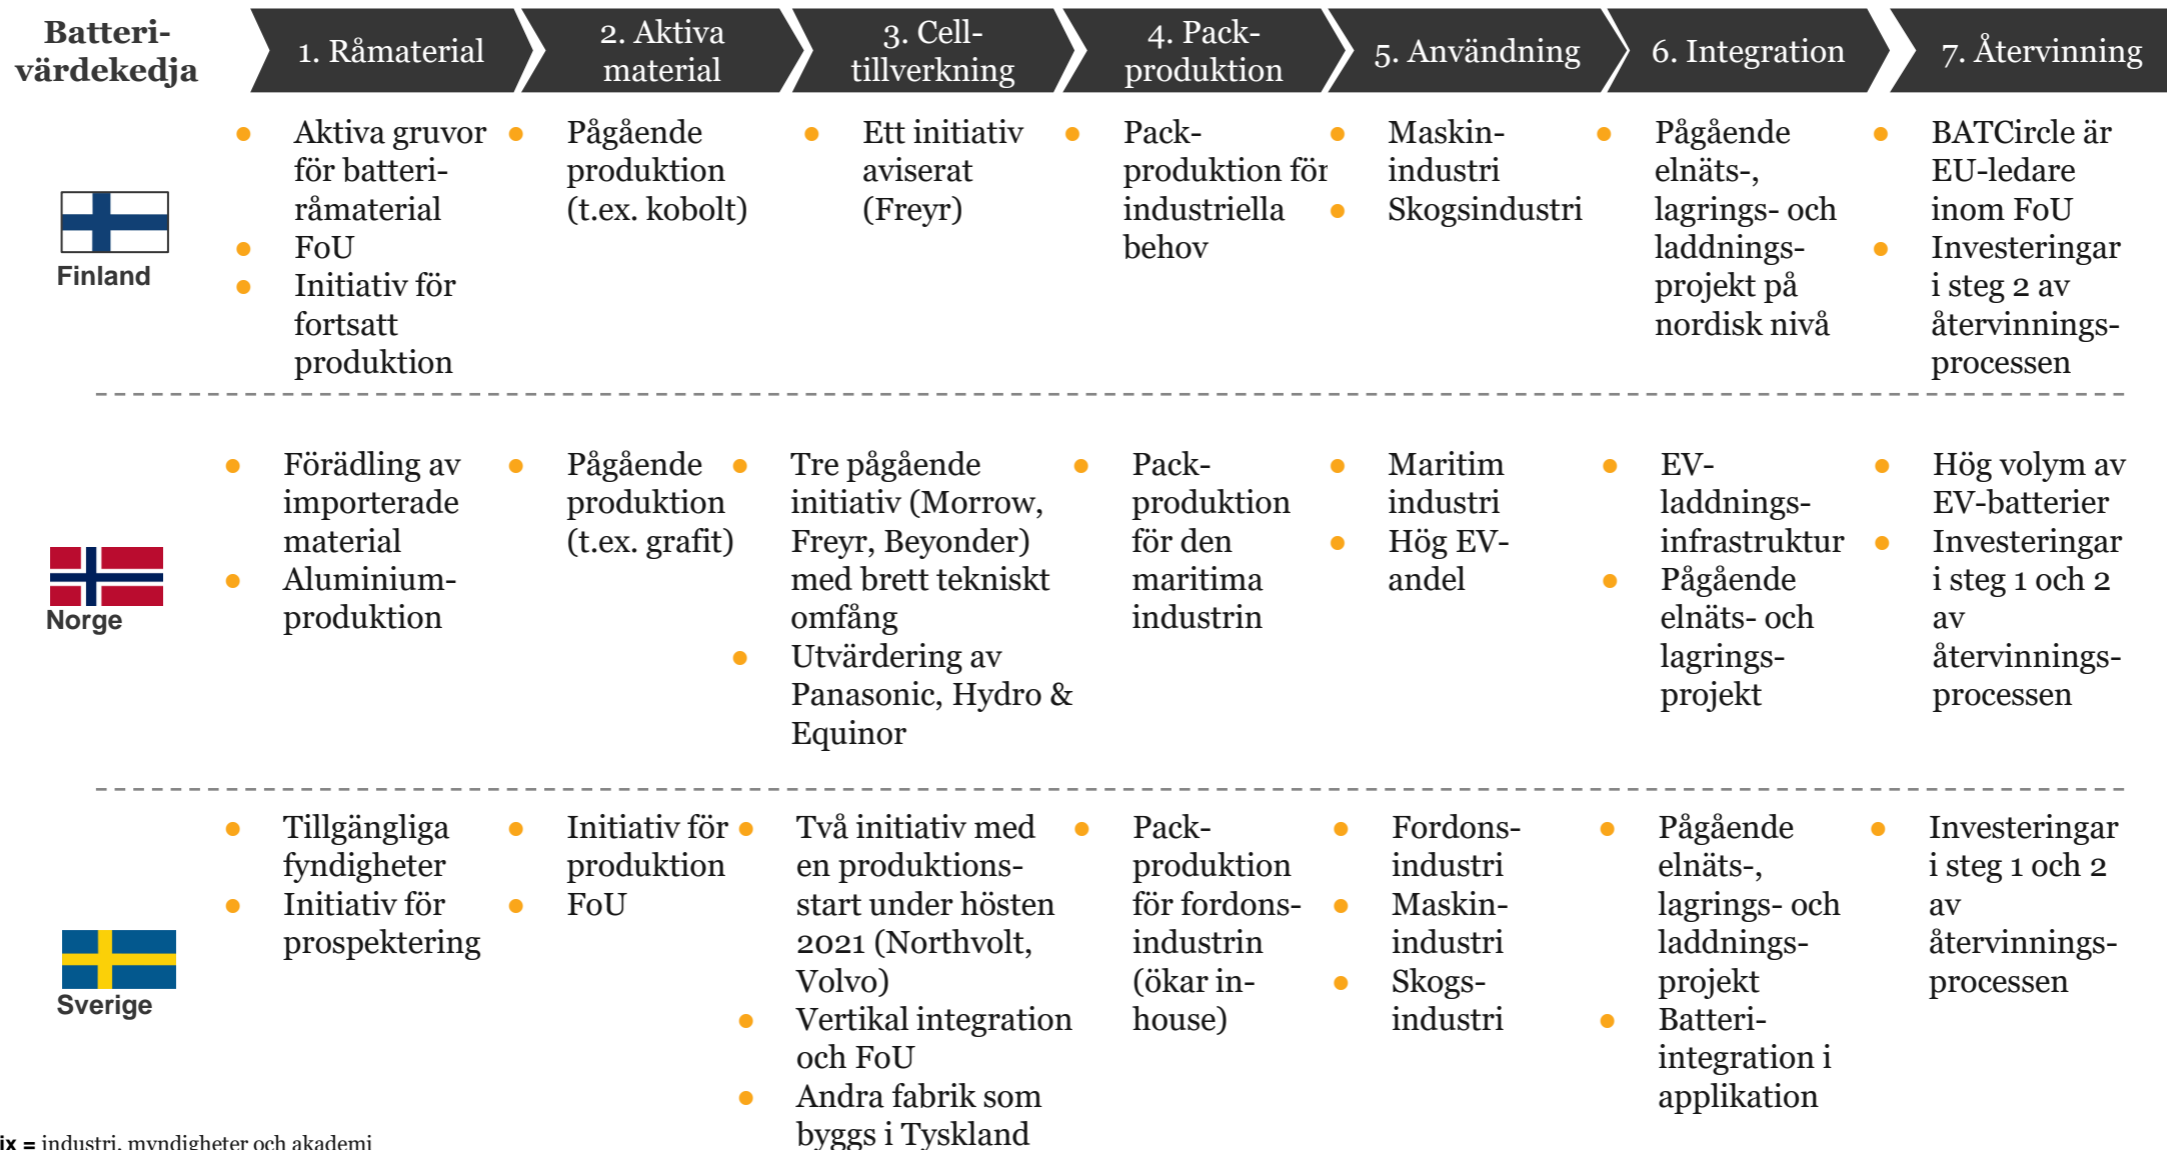 Batteri-
värdekedja
1. Råmaterial
2. Aktiva
material
3. Cell-
tillverkning
4. Pack-
produktion
5. Användning
6. Integration
7. Återvinning
Finland
Aktiva gruvor
för batteri-
råmaterial
FoU
Initiativ för
fortsatt
produktion
Pågående
produktion
(t.ex. kobolt)
Ett initiativ
aviserat
(Freyr)
Pack-
produktion för
industriella
behov
Maskin-
industri
Skogsindustri
Pågående
elnäts-,
lagrings- och
laddnings-
projekt på
nordisk nivå
BATCircle är
EU-ledare
inom FoU
Investeringar
i steg 2 av
återvinnings-
processen
Norge
Förädling av
importerade
material
Aluminium-
produktion
Pågående
produktion
(t.ex. grafit)
Tre pågående
initiativ (Morrow,
Freyr, Beyonder)
med brett tekniskt
omfång
Utvärdering av
Panasonic, Hydro &
Equinor
Pack-
produktion
för den
maritima
industrin
Maritim
industri
Hög EV-
andel
EV-
laddnings-
infrastruktur
Pågående
elnäts- och
lagrings-
projekt
Hög volym av
EV-batterier
Investeringar
i steg 1 och 2
av
återvinnings-
processen
Sverige
Tillgängliga
fyndigheter
Initiativ för
prospektering
Initiativ för
produktion
FoU
Två initiativ med
en produktions-
start under hösten
2021 (Northvolt,
Volvo)
Vertikal integration
och FoU
Andra fabrik som
byggs i Tyskland
Pack-
produktion
för fordons-
industrin
(ökar in-
house)
Fordons-
industri
Maskin-
industri
Skogs-
industri
Pågående
elnäts-,
lagrings- och
laddnings-
projekt
Batteri-
integration i
applikation
Investeringar
i steg 1 och 2
av
återvinnings-
processen
ix = industri, myndigheter och akademi